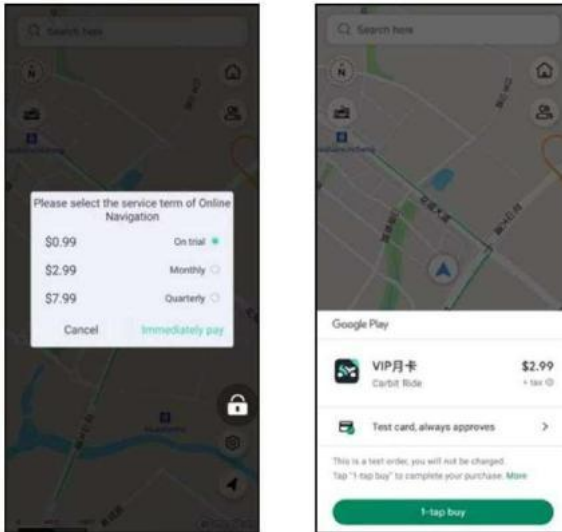 Search here
N
Please select the service term of Online
Navigation
$0.99 On trial
$2.99 Monthly
$7.99 Quarterly
Cancel Immediately pay
Search here
N
Google Play
VIP月卡 $2.99
Carbit Ride + tax
Test card, always approves
This is a test order, you will not be charged.
Tap "1-tap buy" to complete your purchase. More
1-tap buy